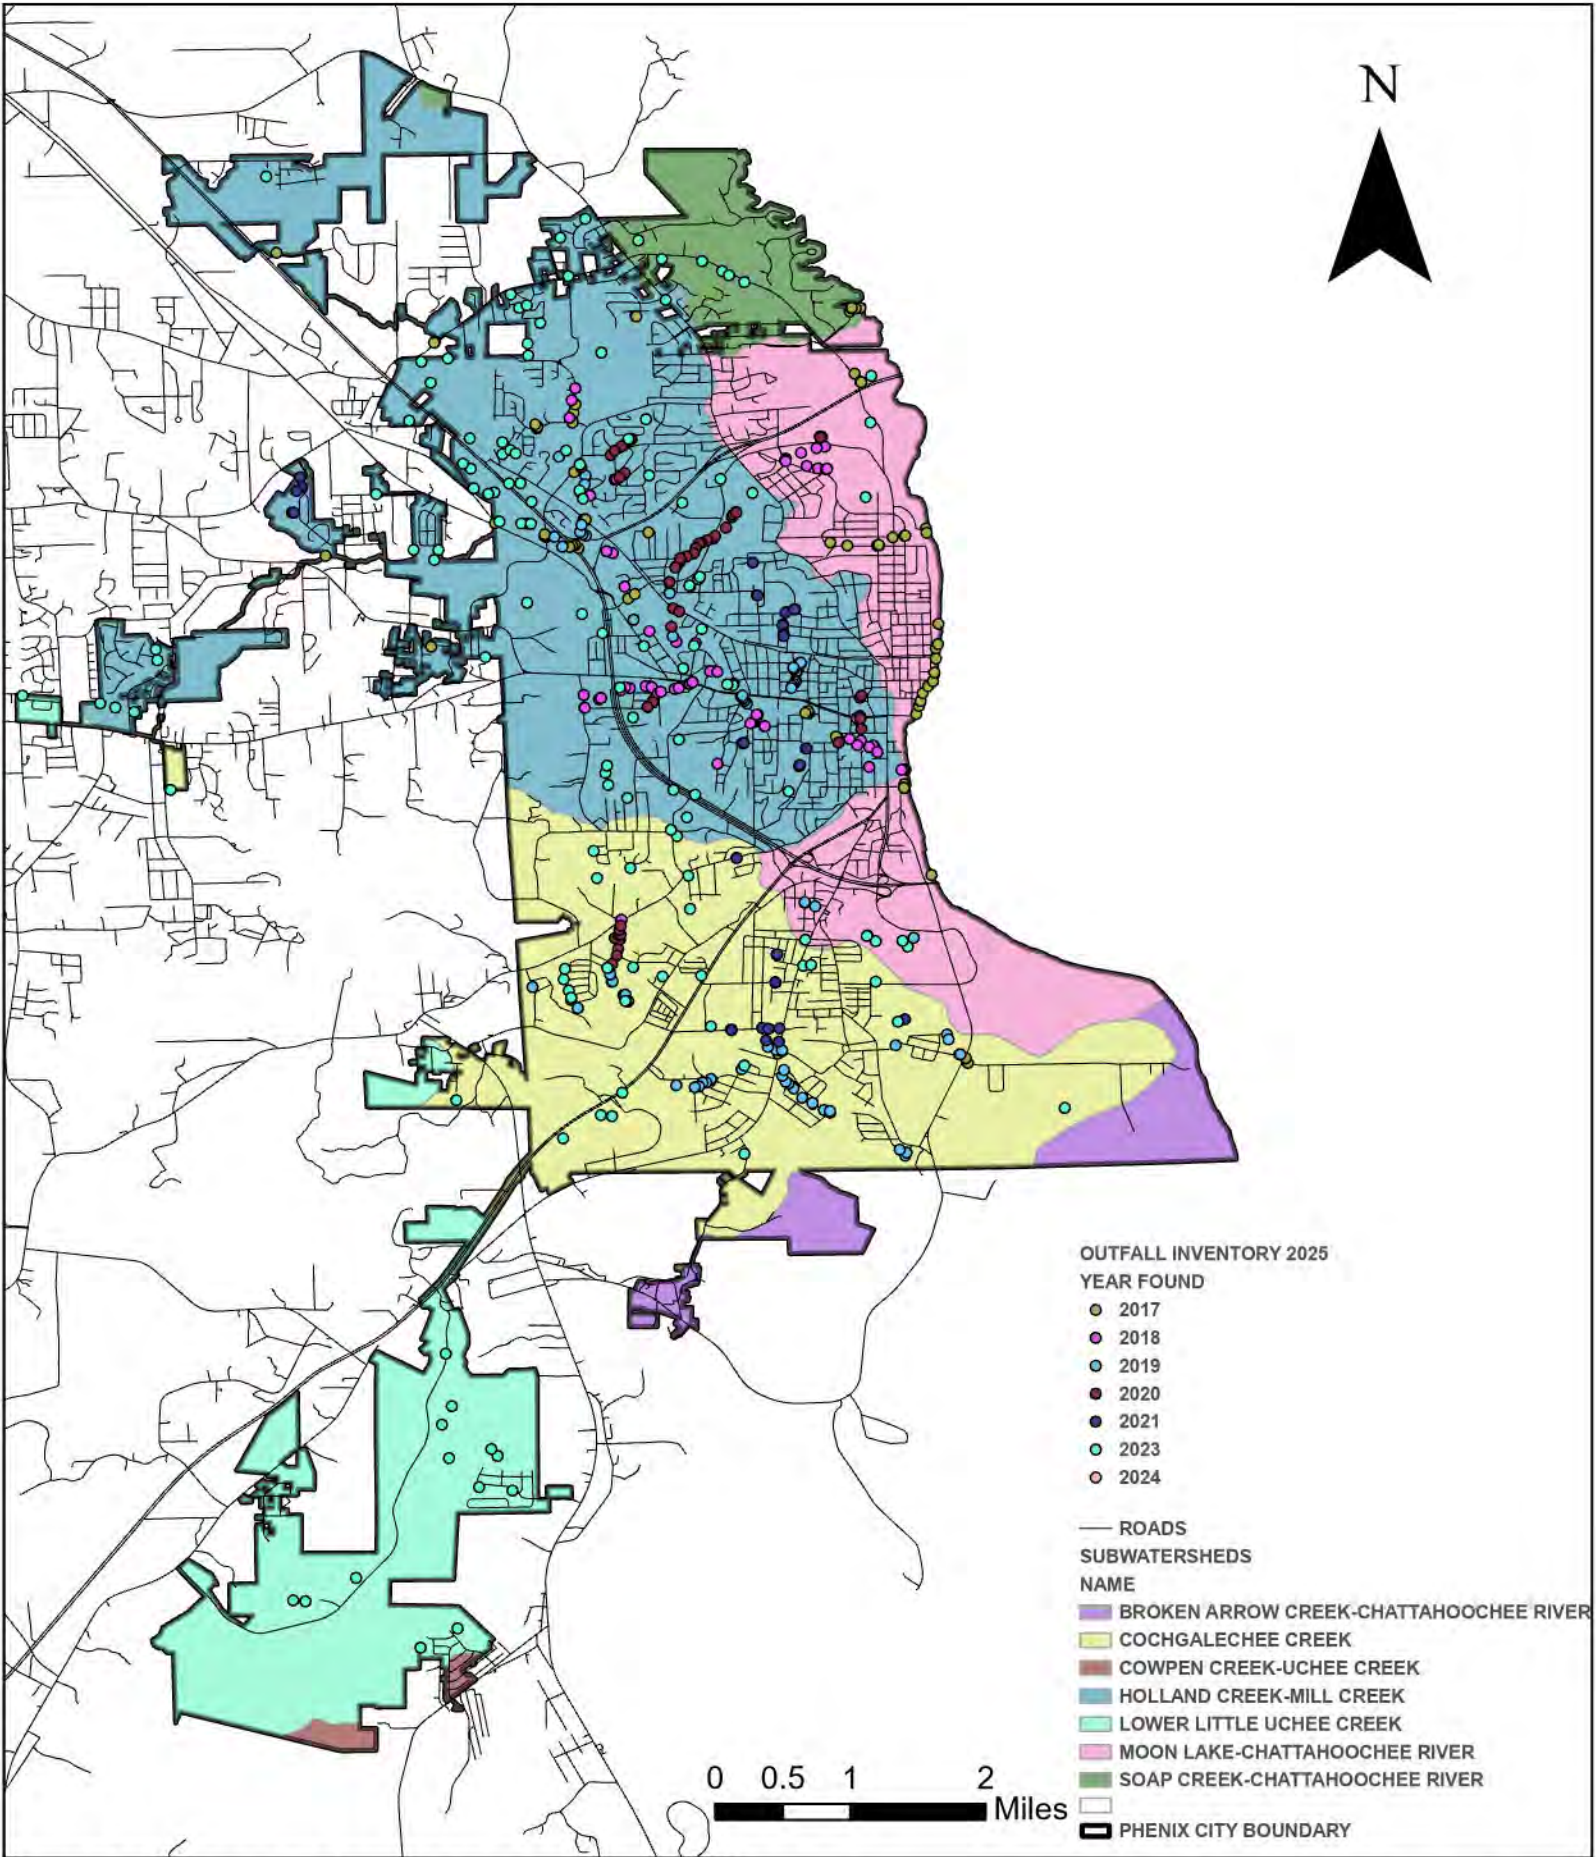 N
OUTFALL INVENTORY 2025
YEAR FOUND
2017
2018
2019
2020
2021
2023
2024
ROADS
SUBWATERSHEDS
NAME
BROKEN ARROW CREEK-CHATTAHOOCHEE RIVER
COCHGALECHEE CREEK
COWPEN CREEK-UCHEE CREEK
HOLLAND CREEK-MILL CREEK
LOWER LITTLE UCHEE CREEK
MOON LAKE-CHATTAHOOCHEE RIVER
SOAP CREEK-CHATTAHOOCHEE RIVER
PHENIX CITY BOUNDARY
0 0.5 1 2
Miles